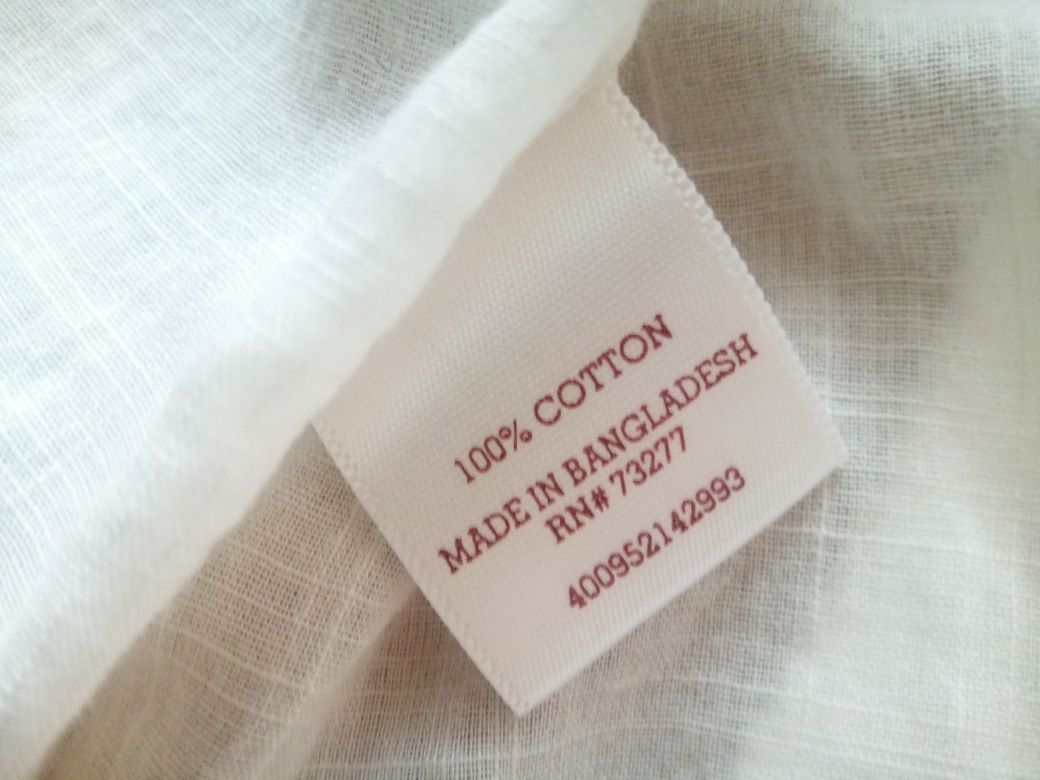 100% COTTON
MADE IN BANGLADESH
RN# 73277
400952142993